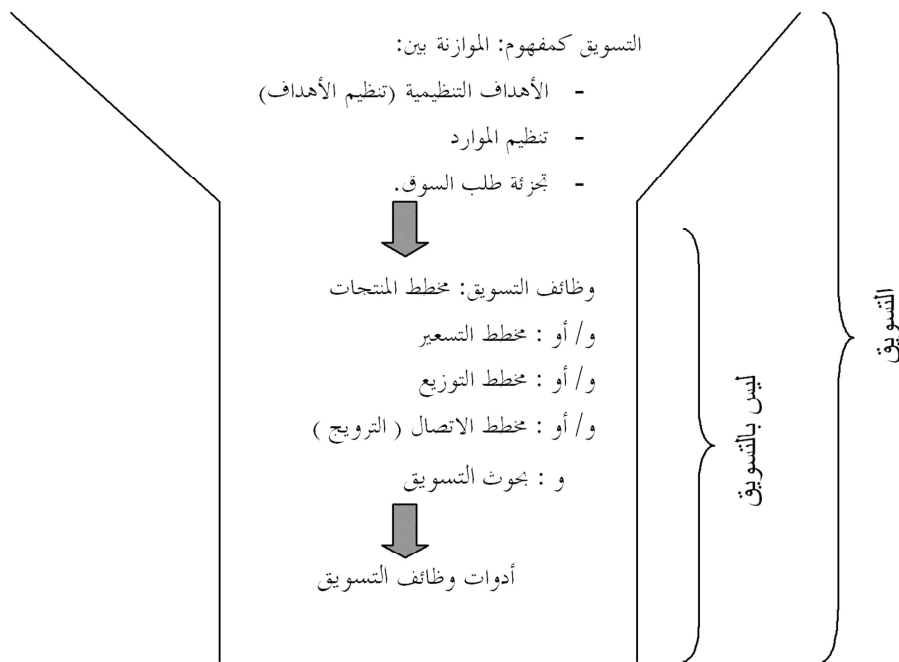 التسويق كمفهوم: الموازنة بين:
- الأهداف التنظيمية (تنظيم الأهداف)
- تنظيم الموارد
- تجزئة طلب السوق.
وظائف التسويق: مخطط المنتجات
و/ أو : مخطط التسعير
و/ أو : مخطط التوزيع
و/ أو : مخطط الاتصال ( الترويج )
و : بحوث التسويق
أدوات وظائف التسويق
ليس بالتسويق
التسويق